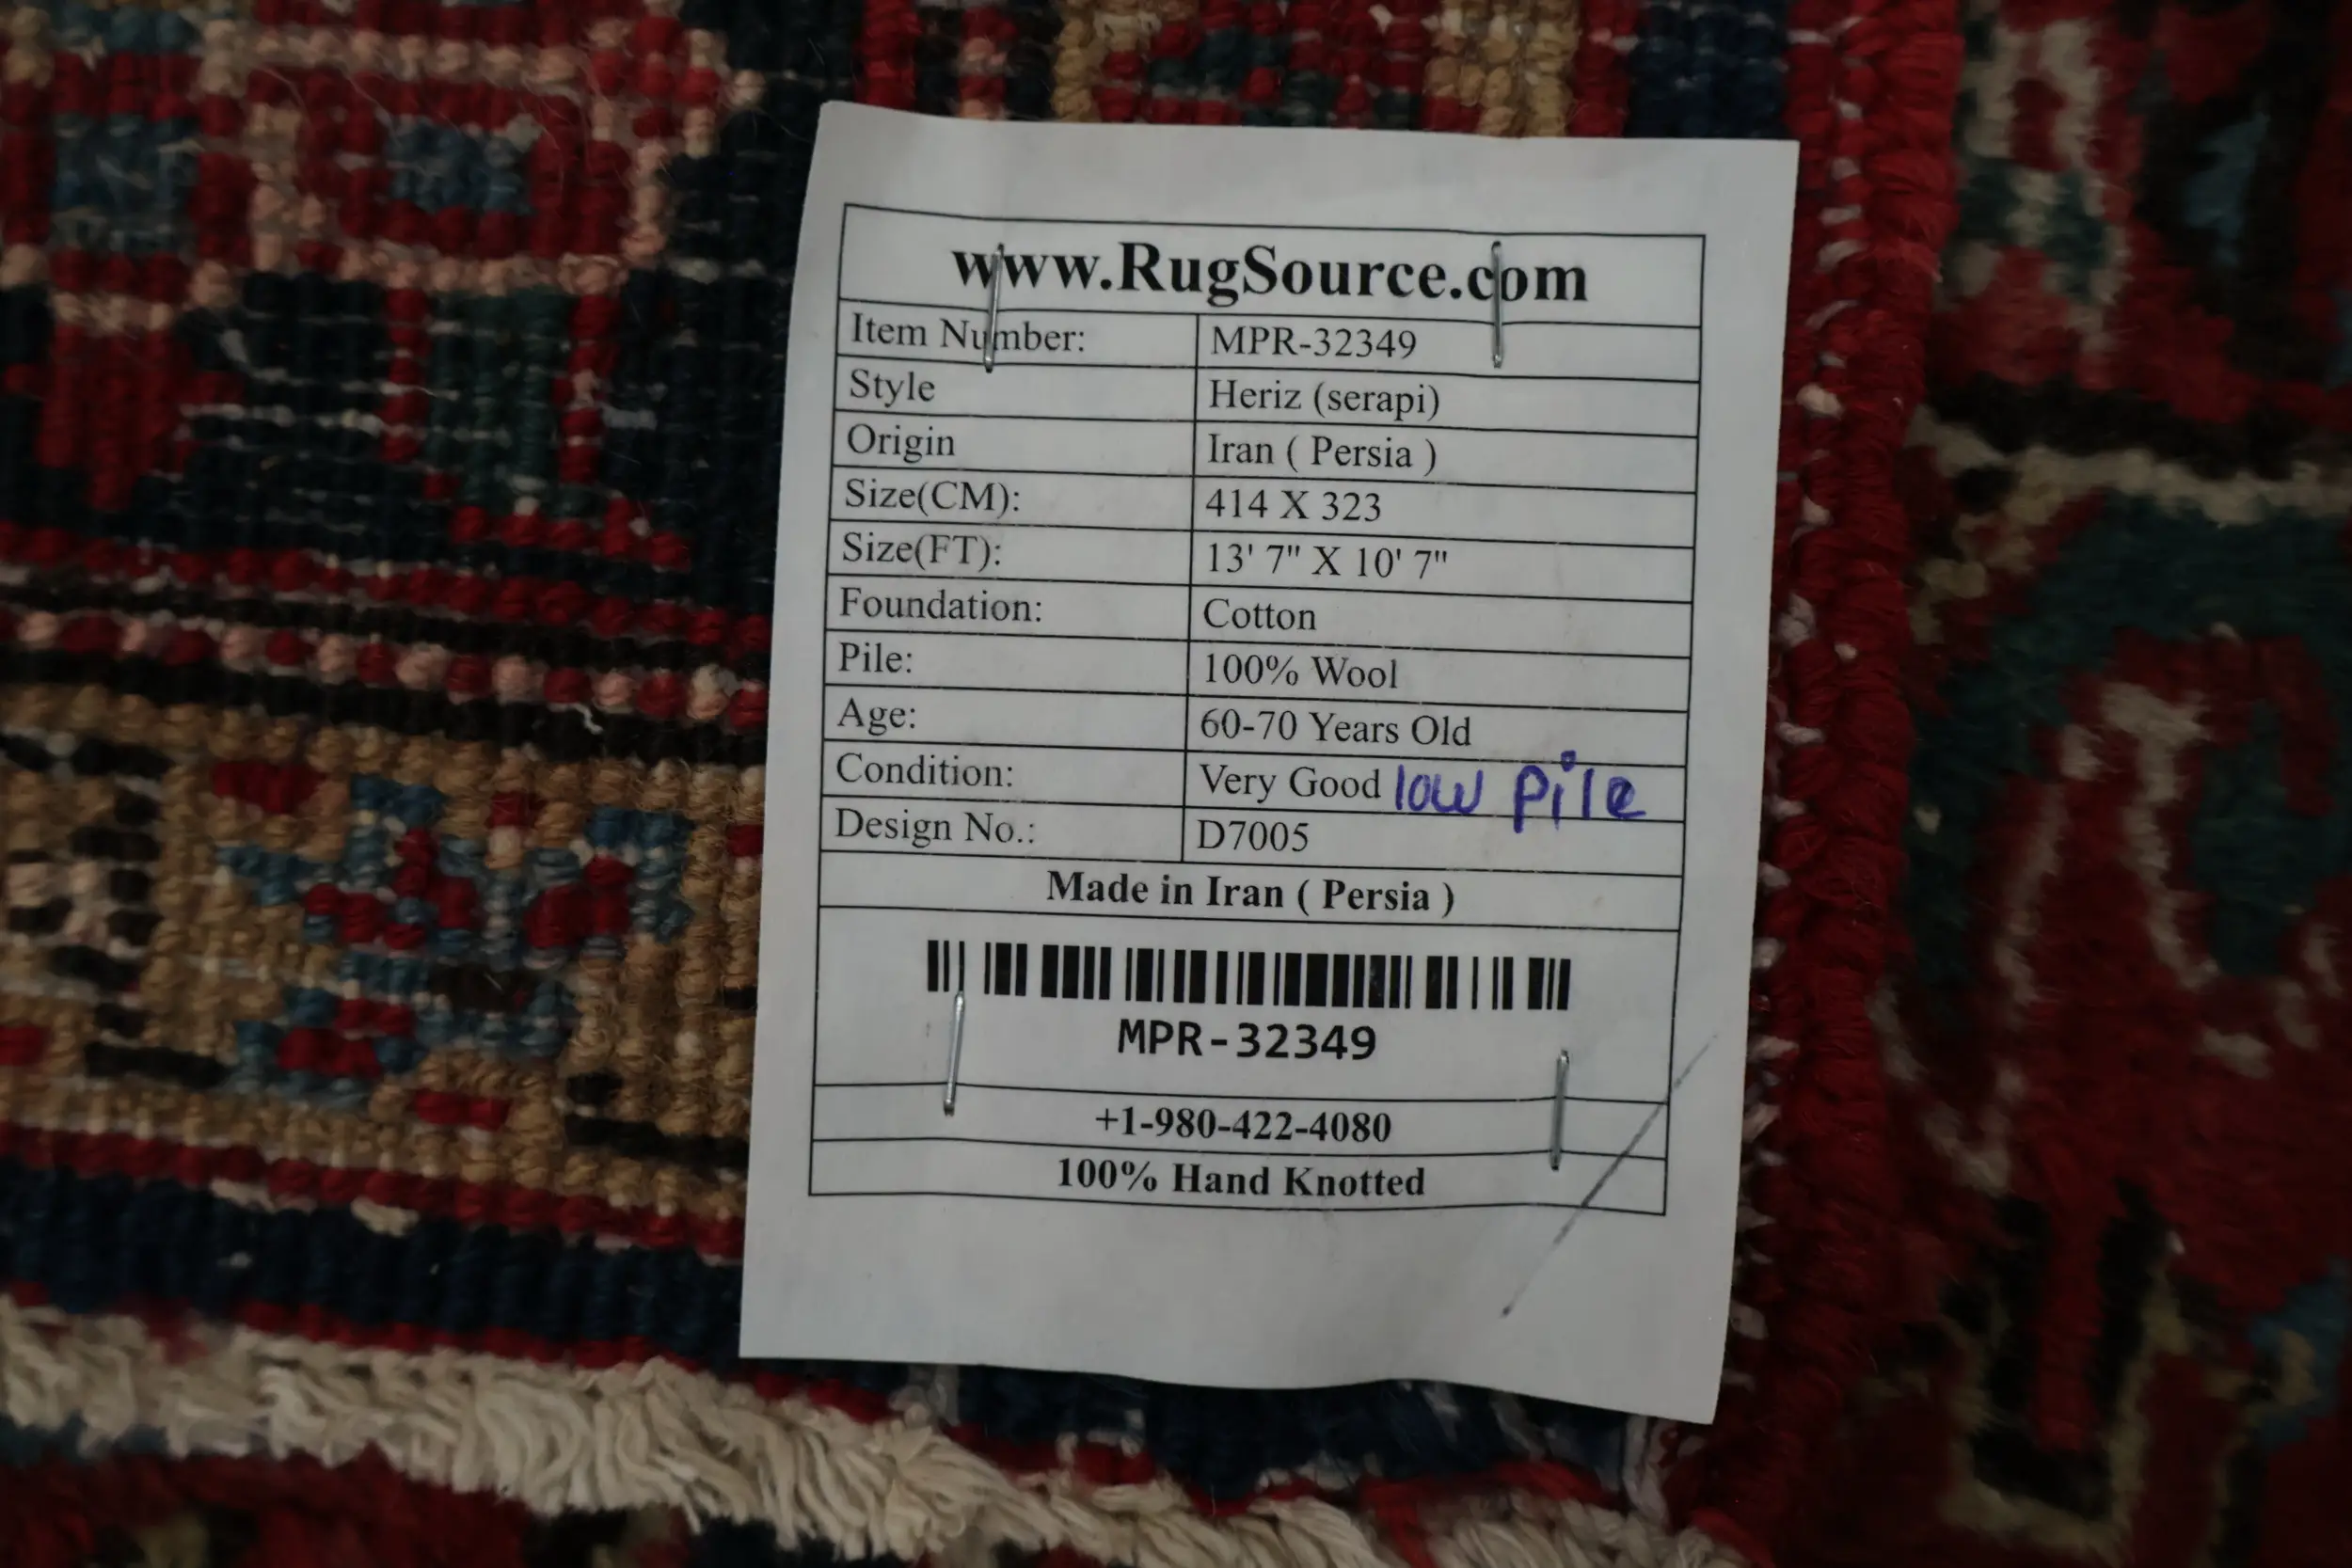 www.RugSource.com
Item Number: MPR-32349
Style Heriz (serapi)
Origin Iran ( Persia )
Size(CM): 414 X 323
Size(FT): 13' 7" X 10' 7"
Foundation: Cotton
Pile: 100% Wool
Age: 60-70 Years Old
Condition: Very Good low pile
Design No.: D7005
Made in Iran ( Persia )
MPR-32349
+1-980-422-4080
100% Hand Knotted